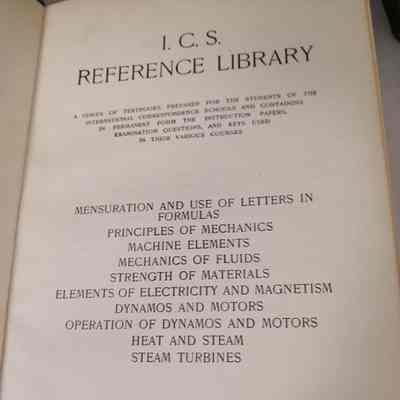 I. C. S.
REFERENCE LIBRARY
A SERIES OF TEXTBOOKS PREPARED FOR THE STUDENTS OF THE
INTERNATIONAL CORRESPONDENCE SCHOOLS AND CONTAINING
IN PERMANENT FORM THE INSTRUCTION PAPERS,
EXAMINATION QUESTIONS, AND KEYS USED
IN THEIR VARIOUS COURSES
MENSURATION AND USE OF LETTERS IN
FORMULAS
PRINCIPLES OF MECHANICS
MACHINE ELEMENTS
MECHANICS OF FLUIDS
STRENGTH OF MATERIALS
ELEMENTS OF ELECTRICITY AND MAGNETISM
DYNAMOS AND MOTORS
OPERATION OF DYNAMOS AND MOTORS
HEAT AND STEAM
STEAM TURBINES